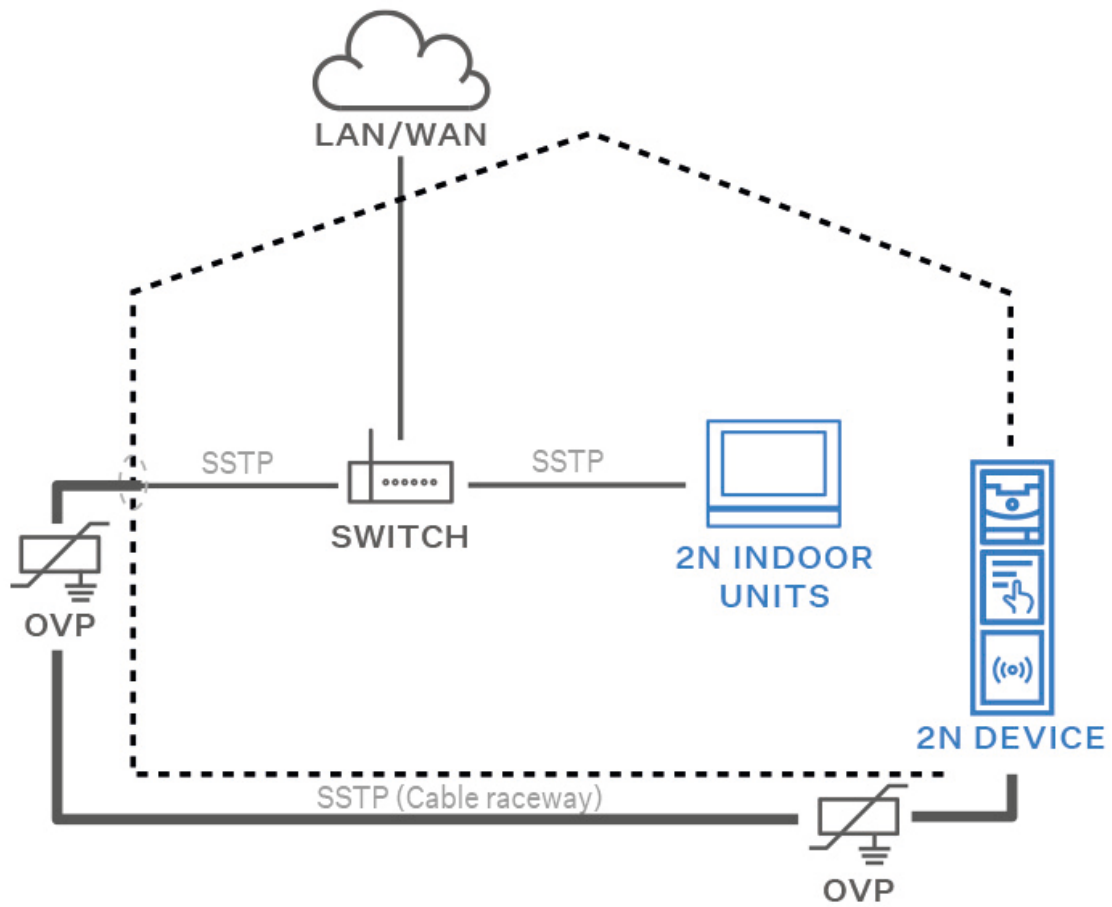 LAN/WAN
SSTP
SSTP
SWITCH
2N INDOOR
UNITS
OVP
2N DEVICE
SSTP (Cable raceway)
OVP